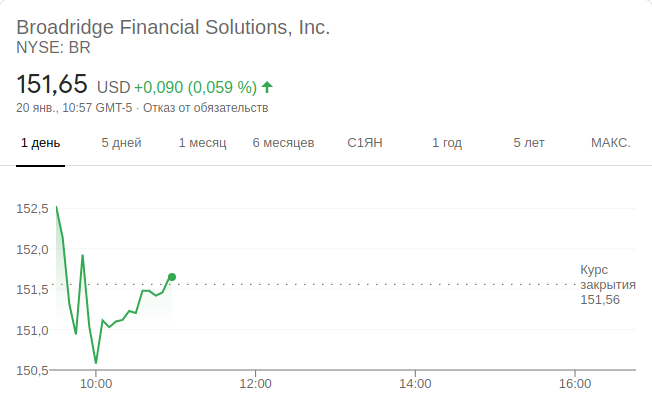 Broadridge Financial Solutions, Inc.
NYSE: BR
151,65 USD +0,090 (0,059 %)
20 янв., 10:57 GMT-5 · Отказ от обязательств
1 день 5 дней 1 месяц 6 месяцев С1ЯН 1 год 5 лет МАКС.
152,5
152,0
151,5
151,0
150,5
Курс
закрытия
151,56
10:00 12:00 14:00 16:00